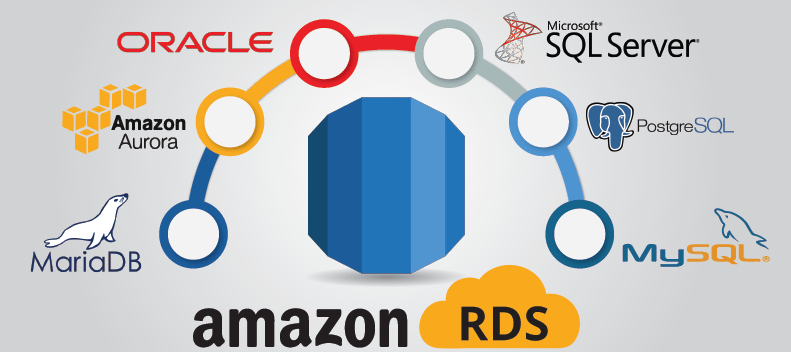 ORACLE
Microsoft®
SQL Server®
Amazon
Aurora
PostgreSQL
MariaDB
MySQL®
amazon RDS